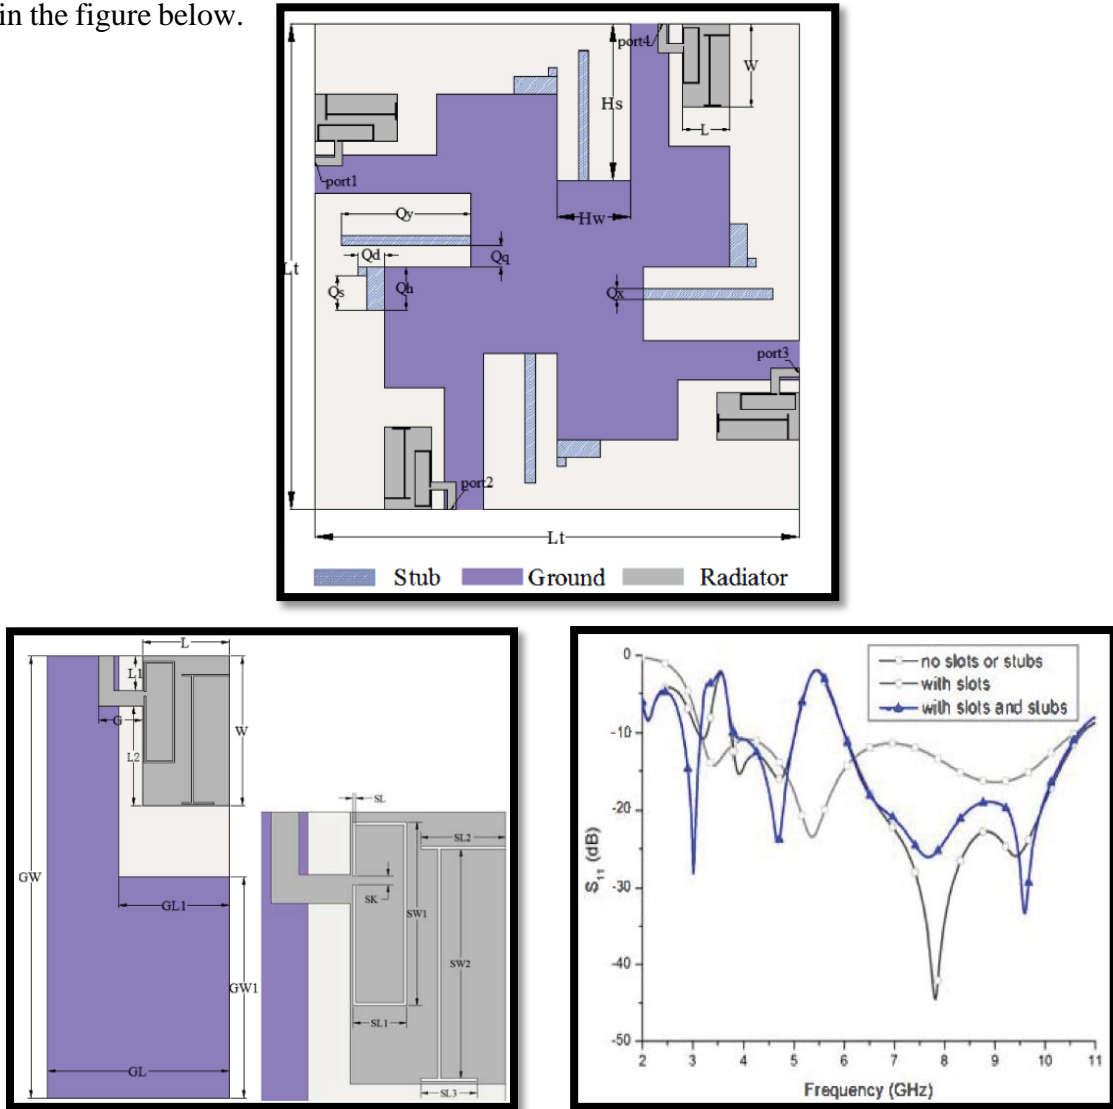 in the figure below.
port4
W
Hs
L
port1
Hw
Qy
Qd
Qq
Lt
Qs
Qh
Qx
port3
port2
Lt
Stub
Ground
Radiator
L
L1
G
W
L2
GW
GL1
GW1
GL
SL
SL2
SK
SW1
SW2
SL1
SL3
no slots or stubs
with slots
with slots and stubs
0
-10
-20
-30
-40
-50
S11 (dB)
2 3 4 5 6 7 8 9 10 11
Frequency (GHz)